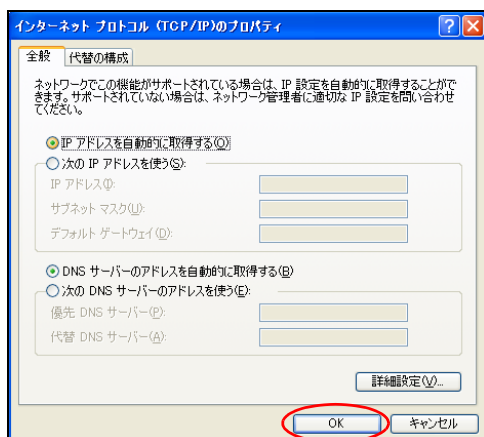 インターネット プロトコル (TCP/IP)のプロパティ
全般
代替の構成
ネットワークでこの機能がサポートされている場合は、IP 設定を自動的に取得することがで
きます。サポートされていない場合は、ネットワーク管理者に適切な IP 設定を問い合わせ
てください。
IP アドレスを自動的に取得する(O)
次の IP アドレスを使う(S):
IP アドレス(I):
サブネット マスク(U):
デフォルト ゲートウェイ(D):
DNS サーバーのアドレスを自動的に取得する(B)
次の DNS サーバーのアドレスを使う(E):
優先 DNS サーバー(P):
代替 DNS サーバー(A):
詳細設定(V)...
OK
キャンセル